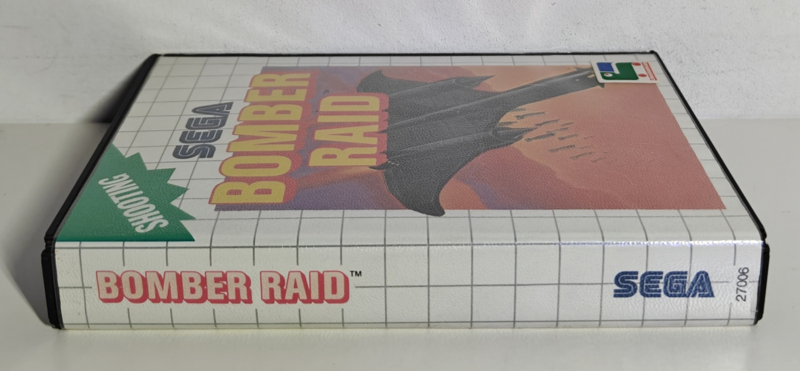 SEGA
BOMBER
RAID
SHOOTING
BOMBER RAID™
SEGA
27006